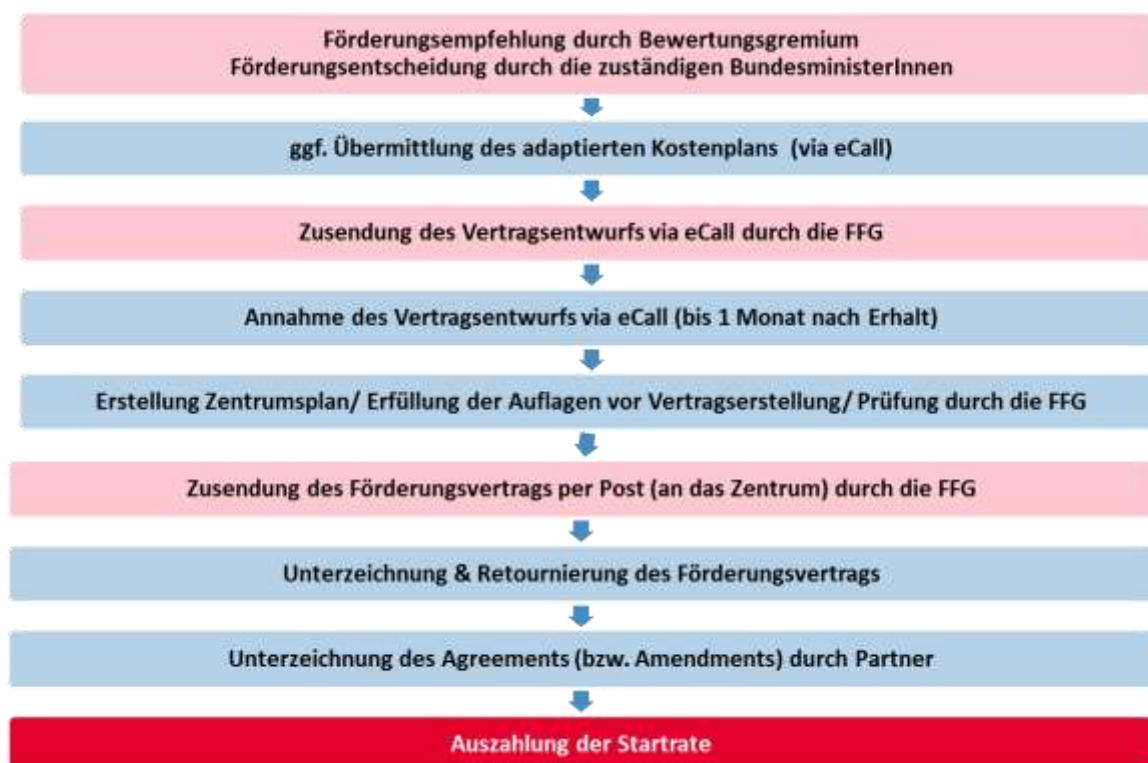 Förderungsempfehlung durch Bewertungsgremium
Förderungsentscheidung durch die zuständigen BundesministerInnen
ggf. Übermittlung des adaptierten Kostenplans (via eCall)
Zusendung des Vertragsentwurfs via eCall durch die FFG
Annahme des Vertragsentwurfs via eCall (bis 1 Monat nach Erhalt)
Erstellung Zentrumsplan/ Erfüllung der Auflagen vor Vertragserstellung/ Prüfung durch die FFG
Zusendung des Förderungsvertrags per Post (an das Zentrum) durch die FFG
Unterzeichnung & Retournierung des Förderungsvertrags
Unterzeichnung des Agreements (bzw. Amendments) durch Partner
Auszahlung der Startrate